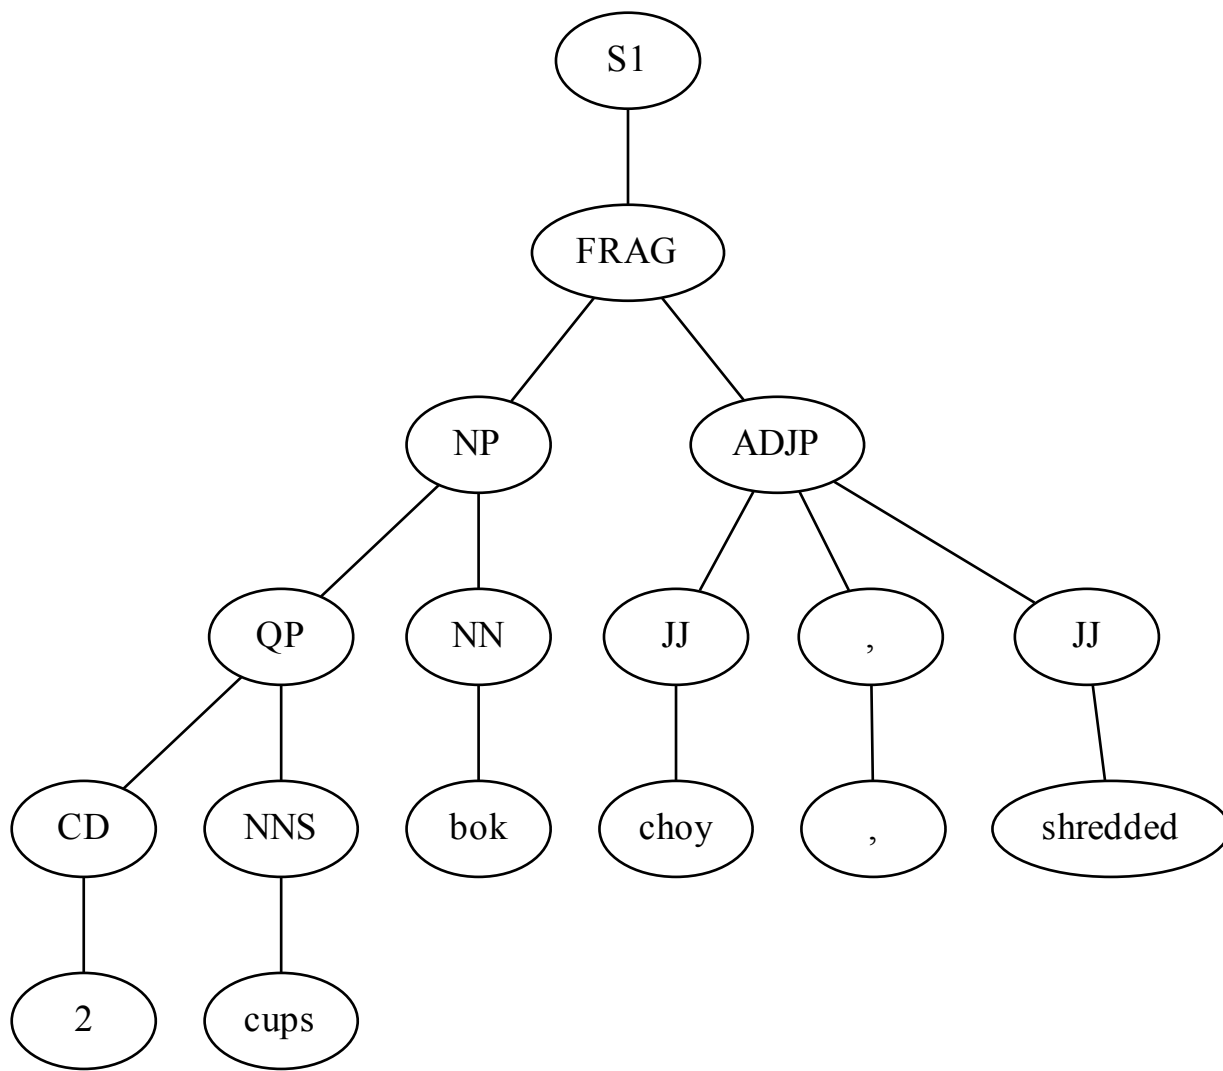 S1
FRAG
NP ADJP
QP NN JJ , JJ
CD NNS bok choy , shredded
2 cups